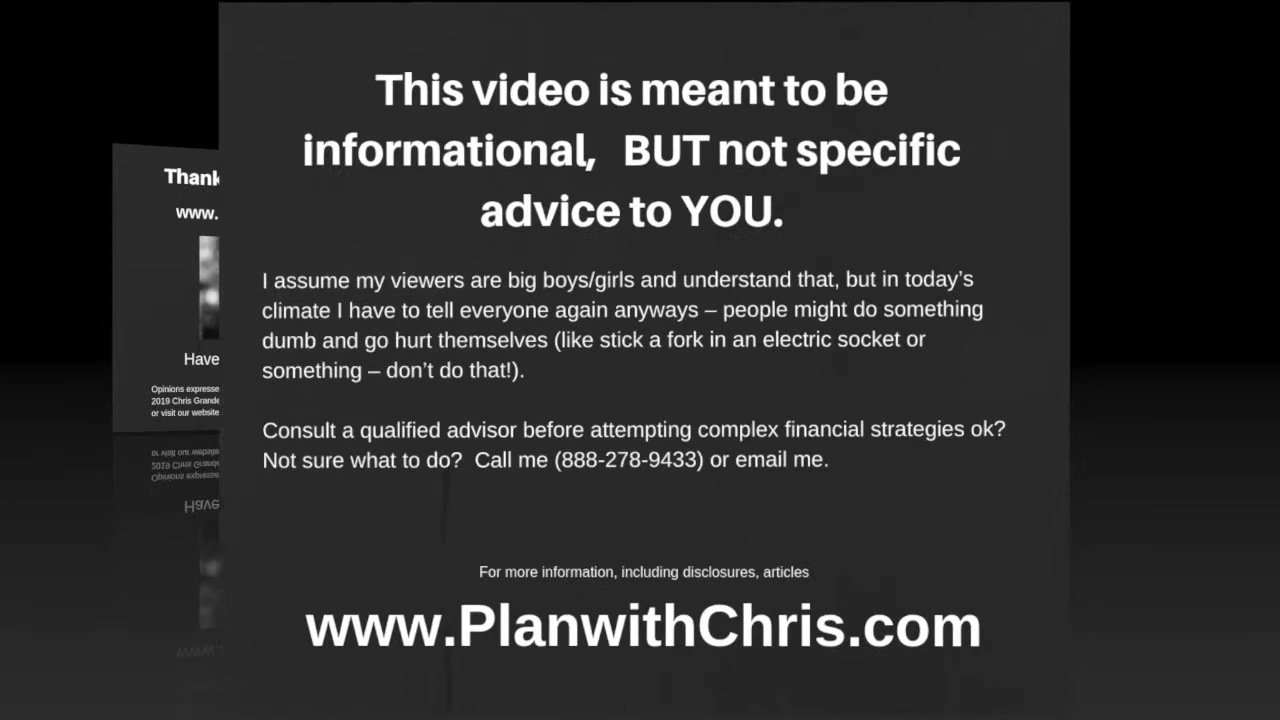 This video is meant to be
informational,   BUT not specific
advice to YOU.
I assume my viewers are big boys/girls and understand that, but in today’s
climate I have to tell everyone again anyways – people might do something
dumb and go hurt themselves (like stick a fork in an electric socket or
something – don’t do that!).
Consult a qualified advisor before attempting complex financial strategies ok?
Not sure what to do?  Call me (888-278-9433) or email me.
For more information, including disclosures, articles
www.PlanwithChris.com
Thank
www.
Have
Opinions expresse
2019 Chris Grande
or visit our website